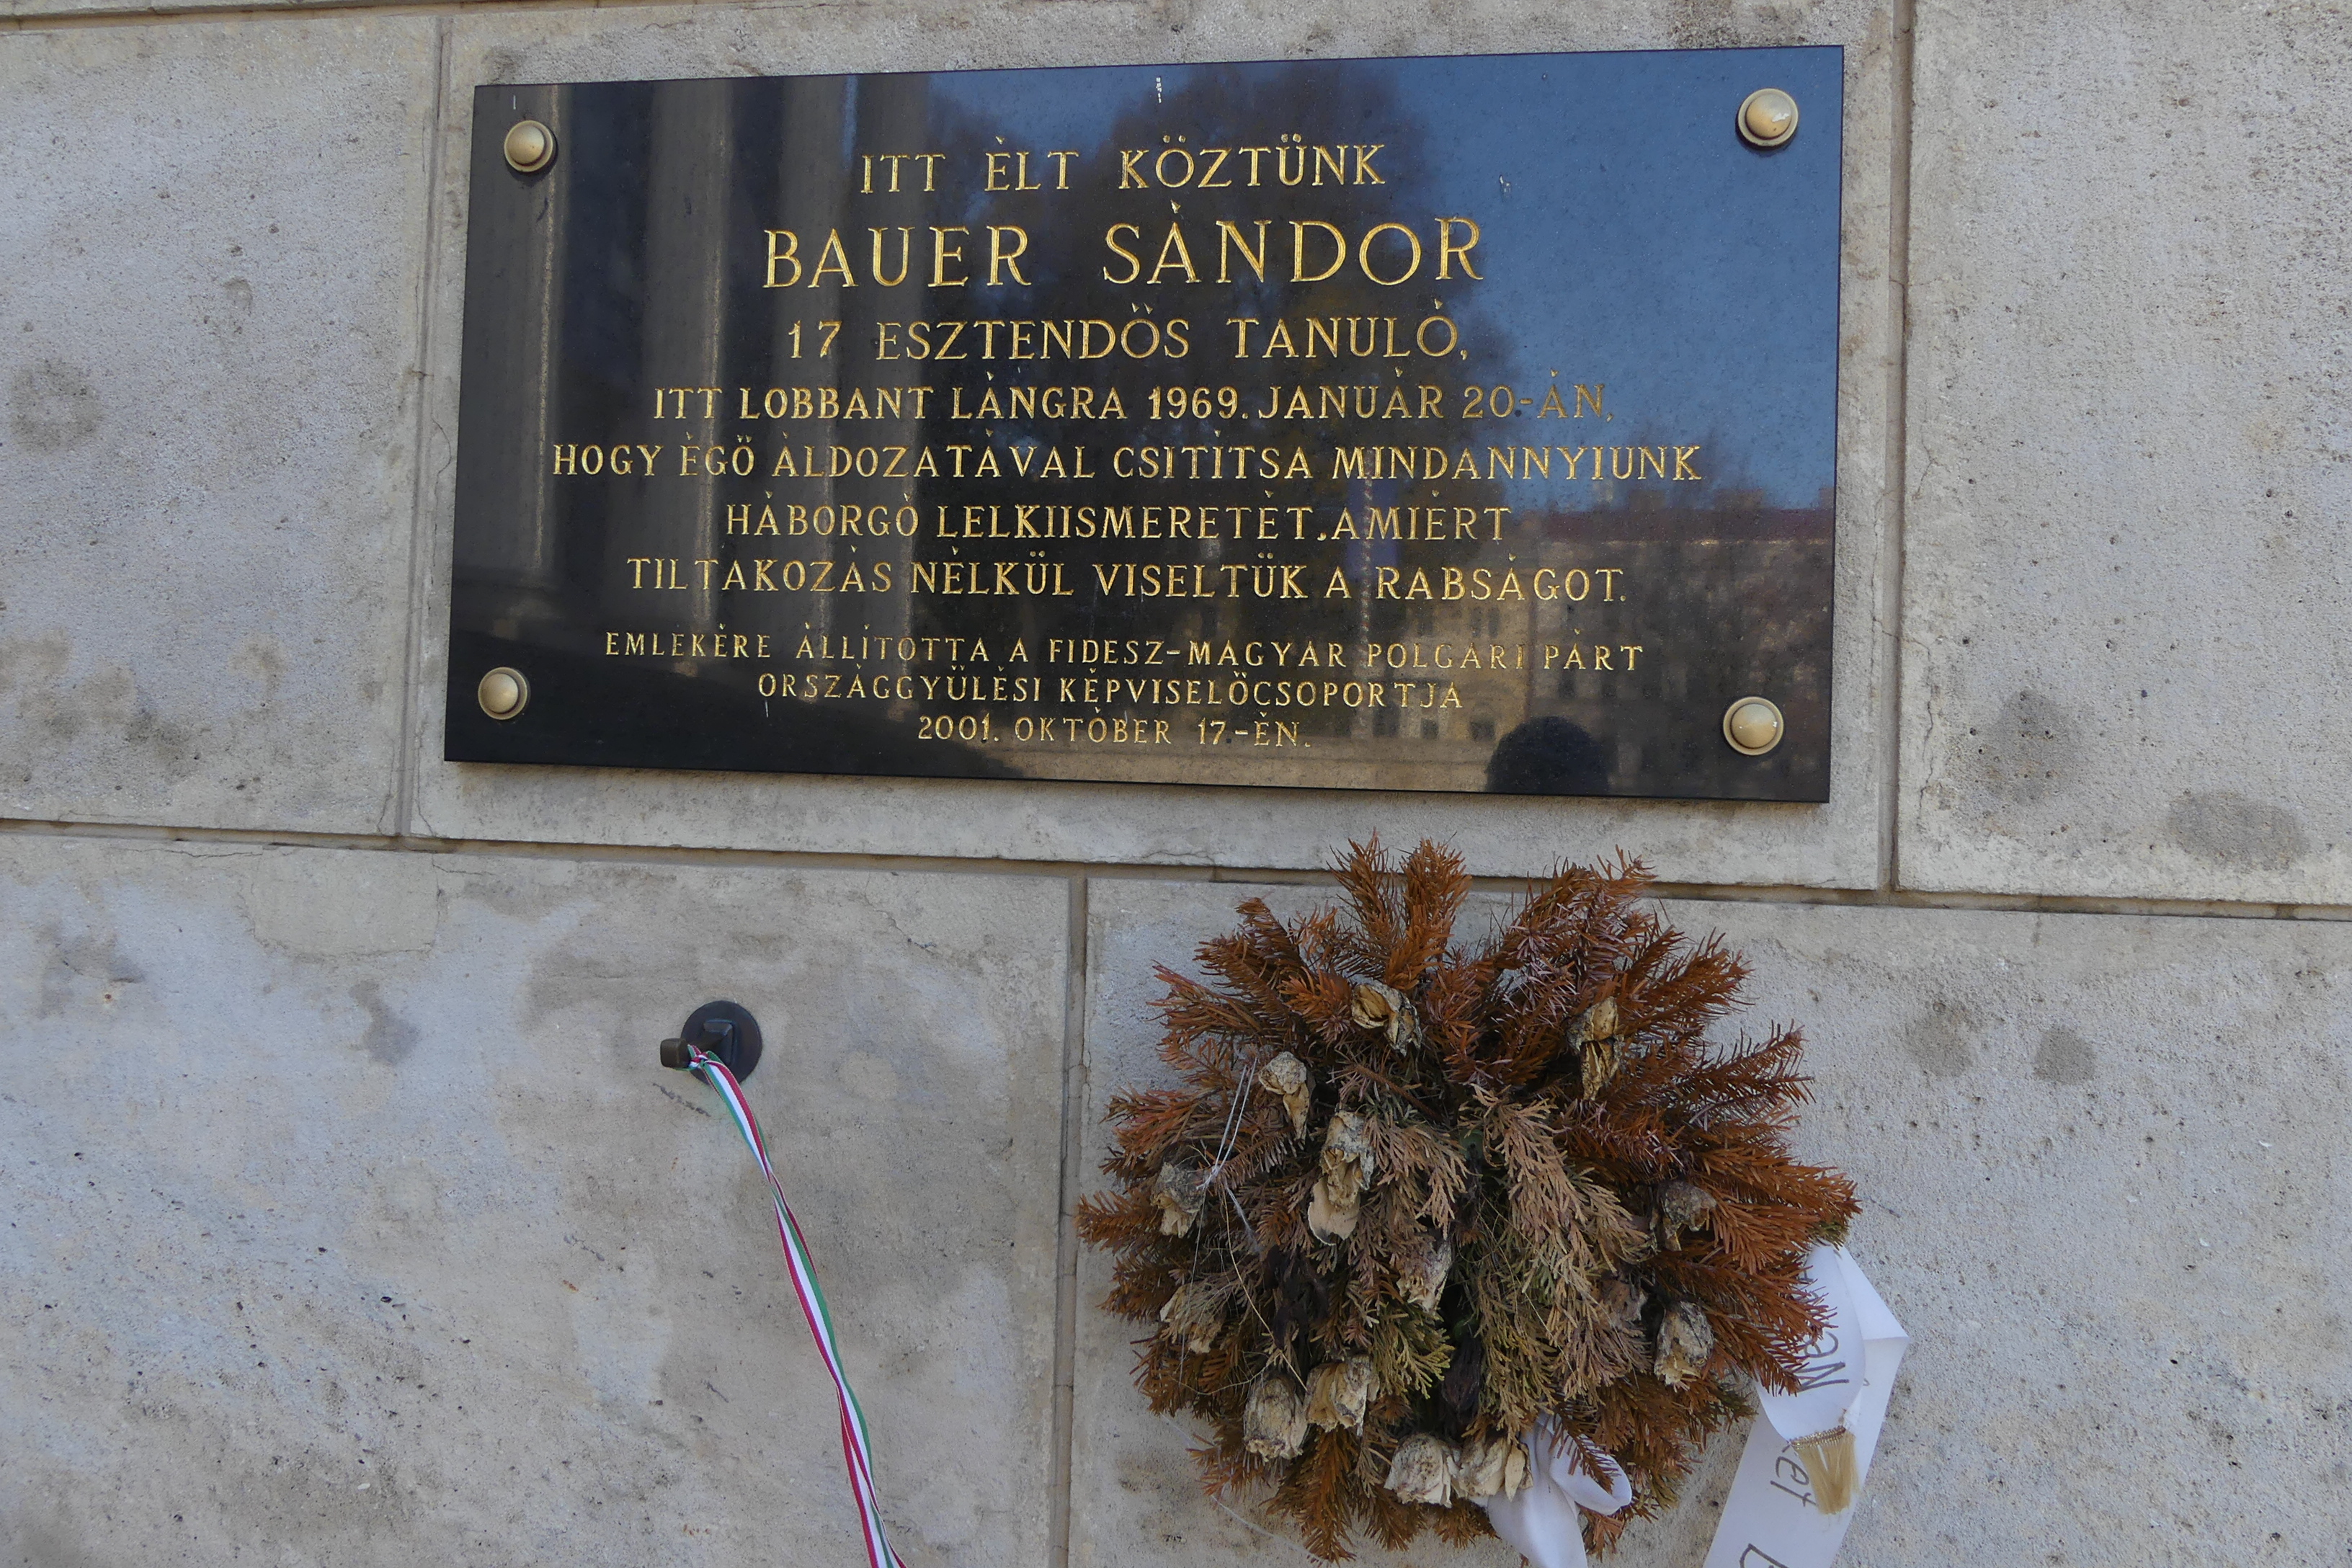 ITT ÉLT KÖZTÜNK
BAUER SÁNDOR
17 ESZTENDŐS TANULÓ,
ITT LOBBANT LÁNGRA 1969. JANUÁR 20-ÁN,
HOGY ÉGŐ ÁLDOZATÁVAL CSITÍTSA MINDANNYIUNK
HÁBORGÓ LELKIISMERETÉT, AMIÉRT
TILTAKOZÁS NÉLKÜL VISELTÜK A RABSÁGOT.
EMLÉKÉRE ÁLLÍTOTTA A FIDESZ-MAGYAR POLGÁRI PÁRT
ORSZÁGGYŰLÉSI KÉPVISELŐCSOPORTJA
2001. OKTÓBER 17-ÉN.